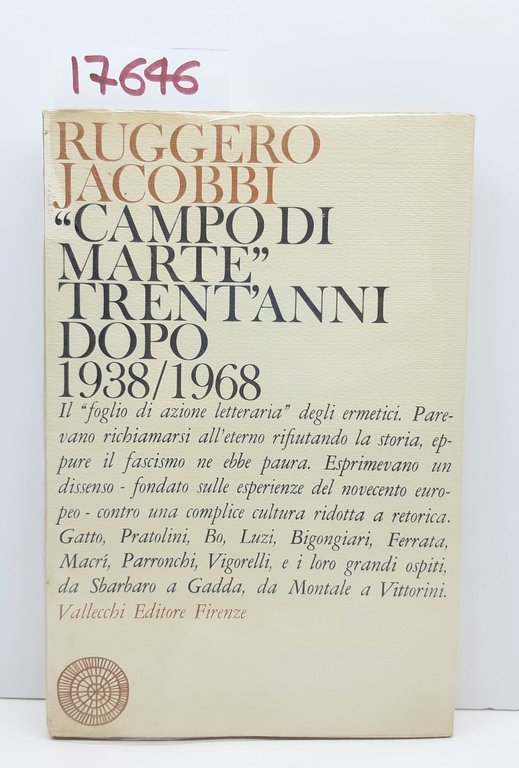 17646
RUGGERO
JACOBBI
“CAMPO DI
MARTE”
TRENT'ANNI
DOPO
1938/1968
Il “foglio di azione letteraria” degli ermetici. Pare-
vano richiamarsi all'eterno rifiutando la storia, ep-
pure il fascismo ne ebbe paura. Esprimevano un
dissenso - fondato sulle esperienze del novecento euro-
peo - contro una complice cultura ridotta a retorica.
Gatto, Pratolini, Bo, Luzi, Bigongiari, Ferrata,
Macrí, Parronchi, Vigorelli, e i loro grandi ospiti,
da Sbarbaro a Gadda, da Montale a Vittorini.
Vallecchi Editore Firenze